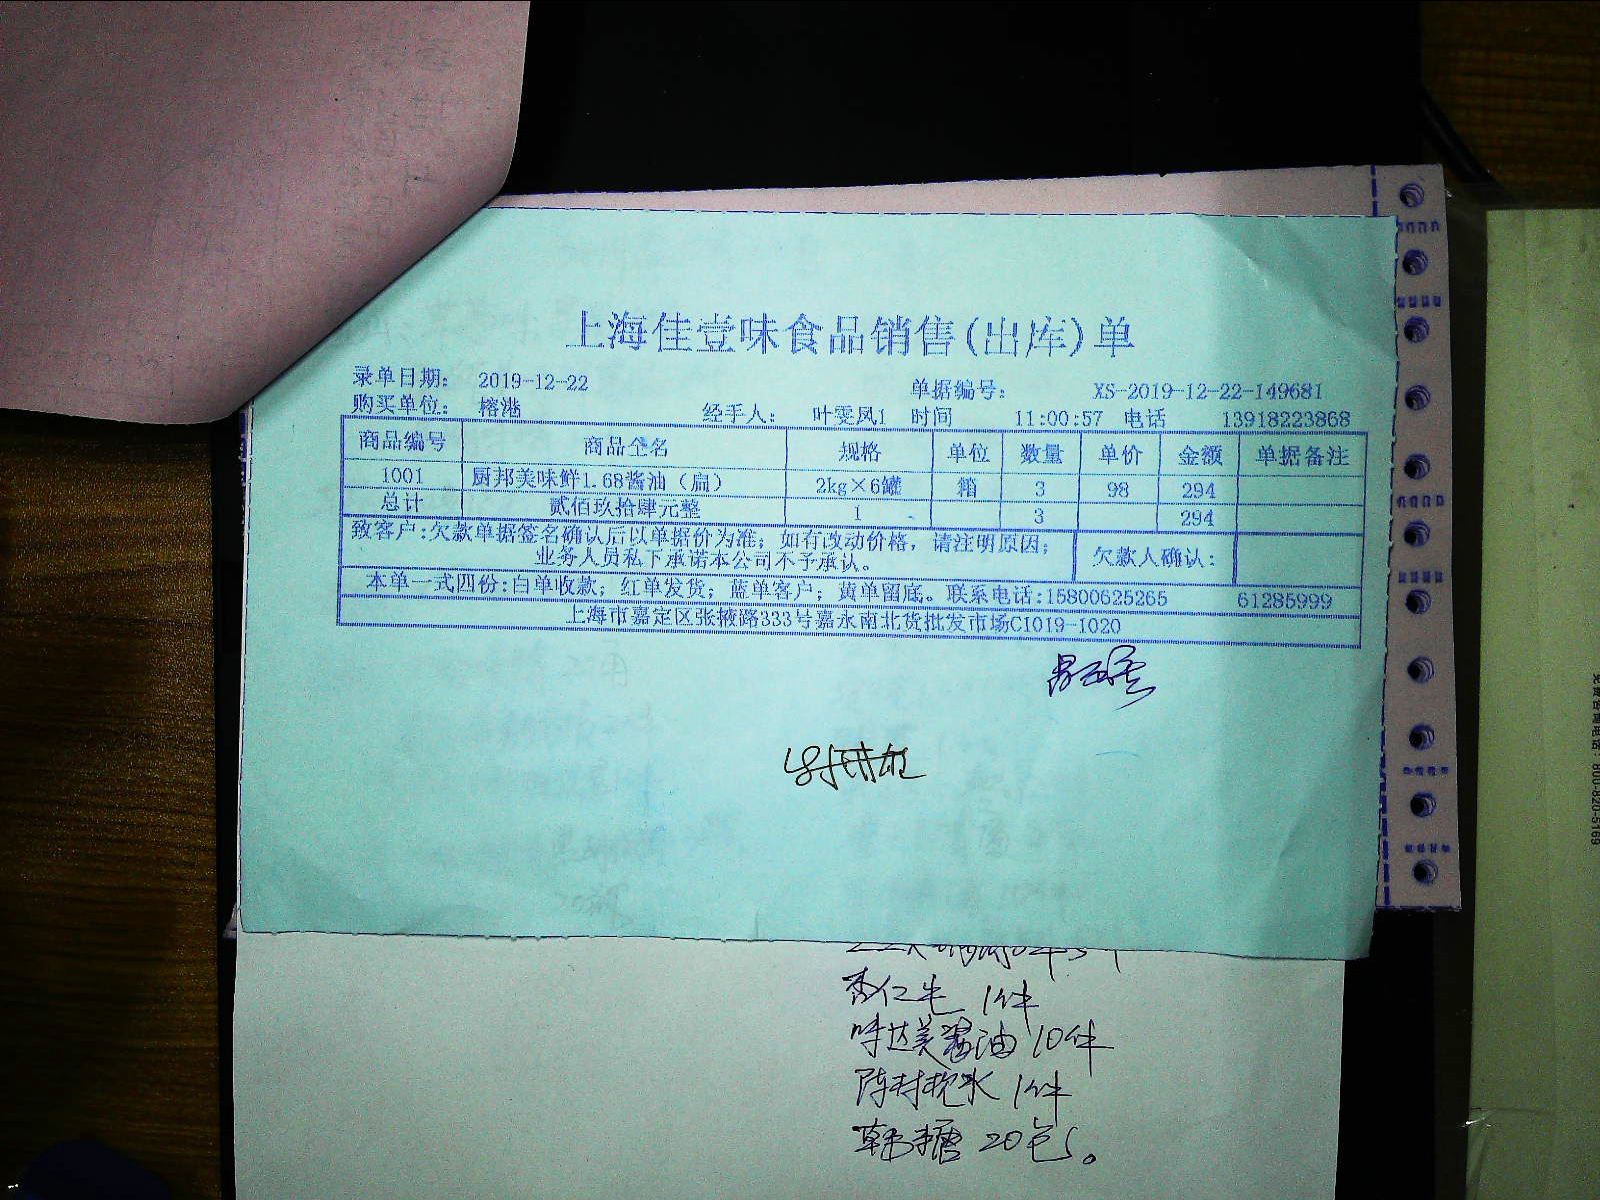 上海佳壹味食品销售(出库)单
录单日期： 2019-12-22 单据编号： XS-2019-12-22-149681
购买单位： 榕港 经手人： 叶雯凤1 时间 11:00:57 电话 13918223868
商品编号 商品全名 规格 单位 数量 单价 金额 单据备注
1001 厨邦美味鲜1.68酱油（扁） 2kg×6罐 箱 3 98 294
总计 贰佰玖拾肆元整 1 3 294
致客户:欠款单据签名确认后以单据价为准；如有改动价格，请注明原因；
业务人员私下承诺本公司不予承认。 欠款人确认：
本单一式四份:白单收款；红单发货；蓝单客户；黄单留底。联系电话:15800625265 61285999
上海市嘉定区张掖路333号嘉永南北货批发市场C1019-1020
1件
味达美酱油 10件
陈村枧水 1件
糖 20包。
800-820-5169